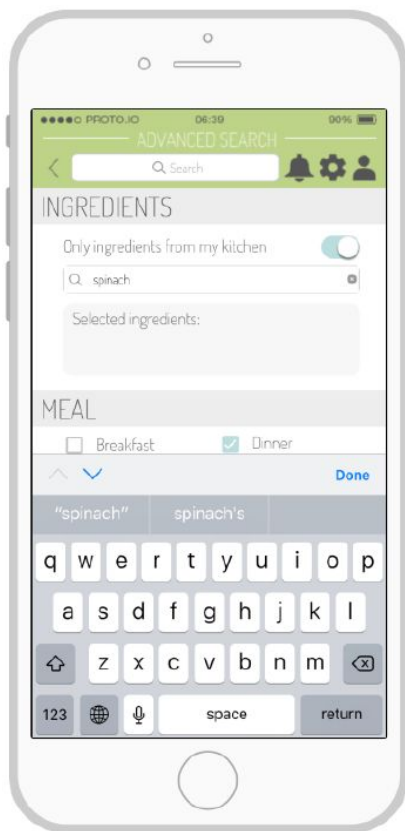 PROTO.IO 06:39 90%
ADVANCED SEARCH
Search
INGREDIENTS
Only ingredients from my kitchen
spinach
Selected ingredients:
MEAL
Breakfast Dinner
Done
"spinach" spinach's
q w e r t y u i o p
a s d f g h j k l
z x c v b n m
123 space return